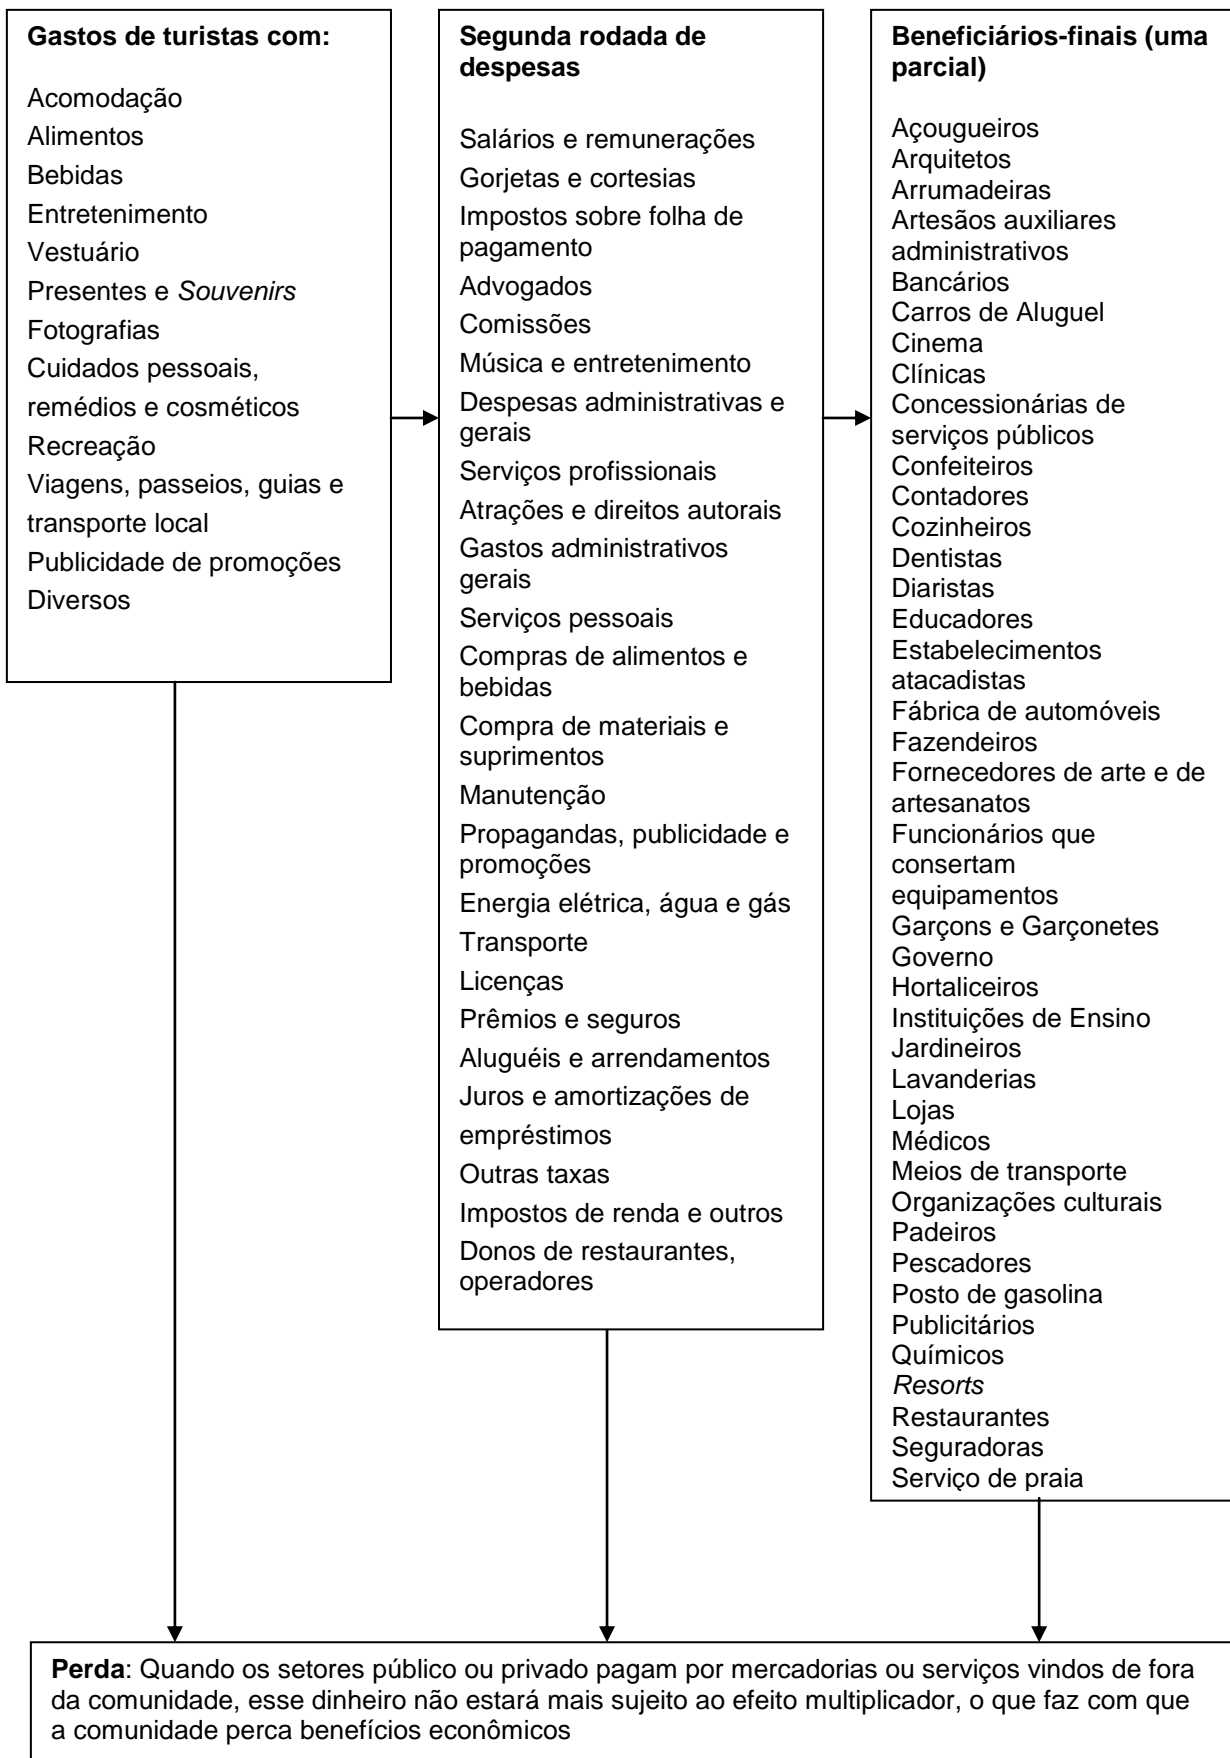 Gastos de turistas com:
Acomodação
Alimentos
Bebidas
Entretenimento
Vestuário
Presentes e Souvenirs
Fotografias
Cuidados pessoais,
remédios e cosméticos
Recreação
Viagens, passeios, guias e
transporte local
Publicidade de promoções
Diversos
Segunda rodada de
despesas
Salários e remunerações
Gorjetas e cortesias
Impostos sobre folha de
pagamento
Advogados
Comissões
Música e entretenimento
Despesas administrativas e
gerais
Serviços profissionais
Atrações e direitos autorais
Gastos administrativos
gerais
Serviços pessoais
Compras de alimentos e
bebidas
Compra de materiais e
suprimentos
Manutenção
Propagandas, publicidade e
promoções
Energia elétrica, água e gás
Transporte
Licenças
Prêmios e seguros
Aluguéis e arrendamentos
Juros e amortizações de
empréstimos
Outras taxas
Impostos de renda e outros
Donos de restaurantes,
operadores
Beneficiários-finais (uma
parcial)
Açougueiros
Arquitetos
Arrumadeiras
Artesãos auxiliares
administrativos
Bancários
Carros de Aluguel
Cinema
Clínicas
Concessionárias de
serviços públicos
Confeiteiros
Contadores
Cozinheiros
Dentistas
Diaristas
Educadores
Estabelecimentos
atacadistas
Fábrica de automóveis
Fazendeiros
Fornecedores de arte e de
artesanatos
Funcionários que
consertam
equipamentos
Garçons e Garçonetes
Governo
Hortaliceiros
Instituições de Ensino
Jardineiros
Lavanderias
Lojas
Médicos
Meios de transporte
Organizações culturais
Padeiros
Pescadores
Posto de gasolina
Publicitários
Químicos
Resorts
Restaurantes
Seguradoras
Serviço de praia
Perda: Quando os setores público ou privado pagam por mercadorias ou serviços vindos de fora
da comunidade, esse dinheiro não estará mais sujeito ao efeito multiplicador, o que faz com que
a comunidade perca benefícios econômicos